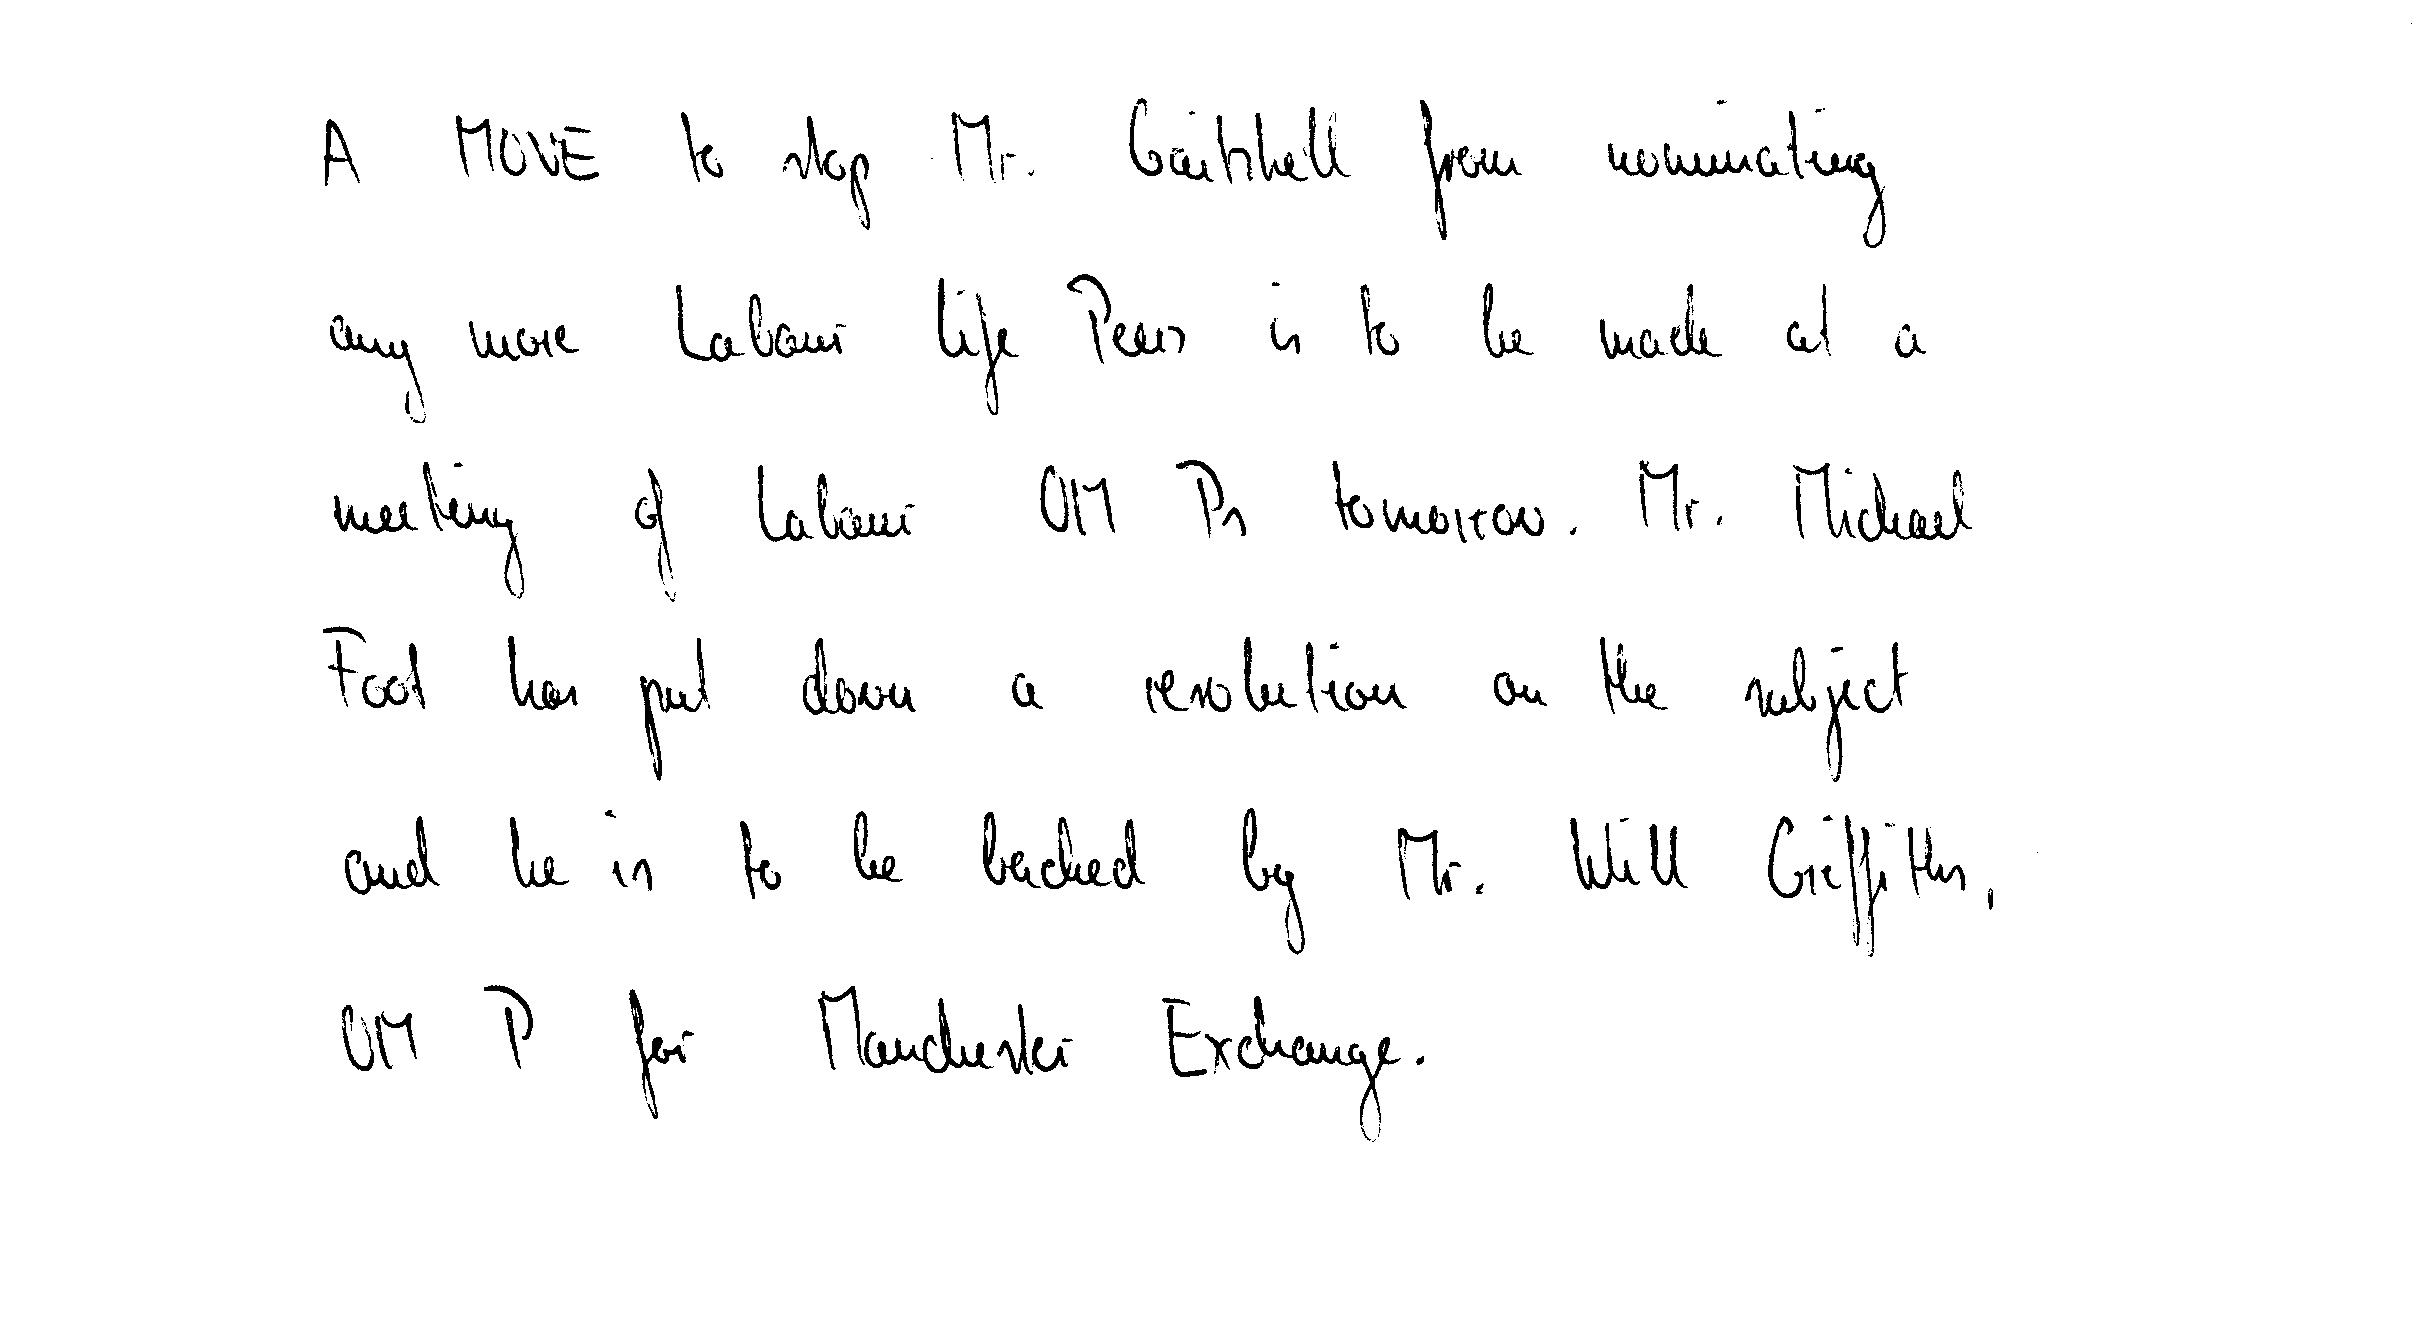 A MOVE to stop Mr. Gaitskell from nominating
any more Labour life Peers is to be made at a
meeting of Labour OM Ps tomorrow. Mr. Michael
Foot has put down a resolution on the subject
and he is to be backed by Mr. Will Griffiths,
OM P for Manchester Exchange.